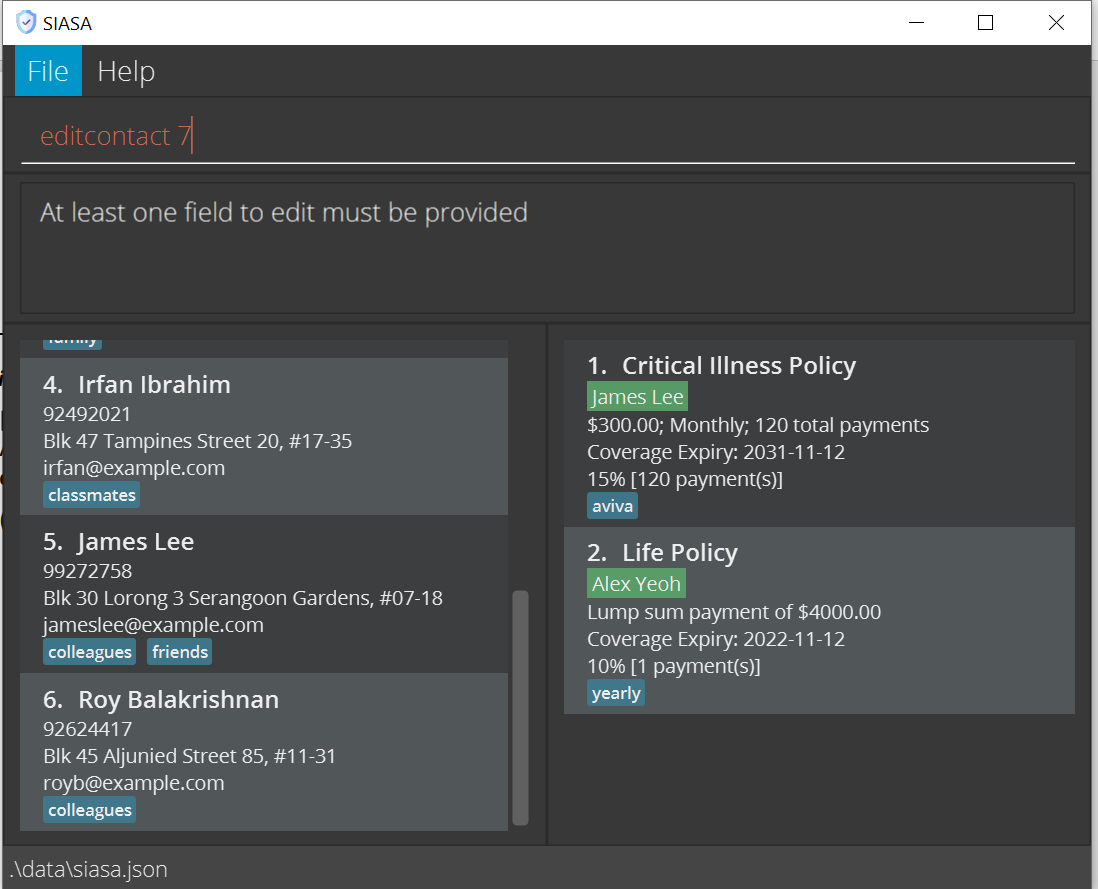 SIASA
File Help
editcontact 7
At least one field to edit must be provided
family
4. Irfan Ibrahim
92492021
Blk 47 Tampines Street 20, #17-35
irfan@example.com
classmates
5. James Lee
99272758
Blk 30 Lorong 3 Serangoon Gardens, #07-18
jameslee@example.com
colleagues friends
6. Roy Balakrishnan
92624417
Blk 45 Aljunied Street 85, #11-31
royb@example.com
colleagues
1. Critical Illness Policy
James Lee
$300.00; Monthly; 120 total payments
Coverage Expiry: 2031-11-12
15% [120 payment(s)]
aviva
2. Life Policy
Alex Yeoh
Lump sum payment of $4000.00
Coverage Expiry: 2022-11-12
10% [1 payment(s)]
yearly
.\data\siasa.json